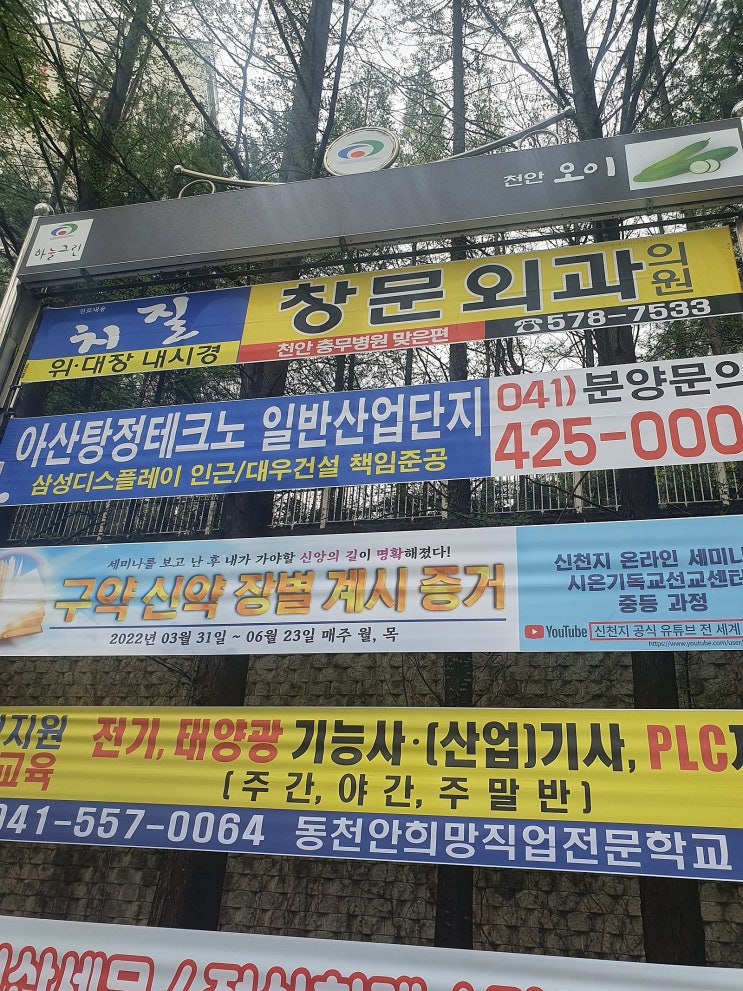 천안 오이
하늘그린
진료내용
치질
위·대장 내시경
창문외과의원
천안 충무병원 맞은편
☎578-7533
아산탕정테크노 일반산업단지
삼성디스플레이 인근/대우건설 책임준공
041) 분양문의
425-000
세미나를 보고 난 후 내가 가야할 신앙의 길이 명확해졌다!
구약 신약 장별 계시 증거
2022년 03월 31일 ~ 06월 23일 매주 월, 목
신천지 온라인 세미나
시온기독교선교센터
중등 과정
YouTube 신천지 공식 유튜브 전 세계
https://www.youtube.com/user/
지원
교육
전기, 태양광 기능사·(산업)기사, PLC
(주간, 야간, 주말반)
041-557-0064 동천안희망직업전문학교